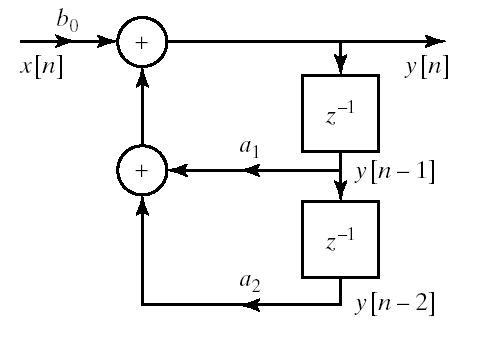 b₀
+
x[n]
y[n]
z⁻¹
a₁
+
y[n − 1]
z⁻¹
a₂
y[n − 2]